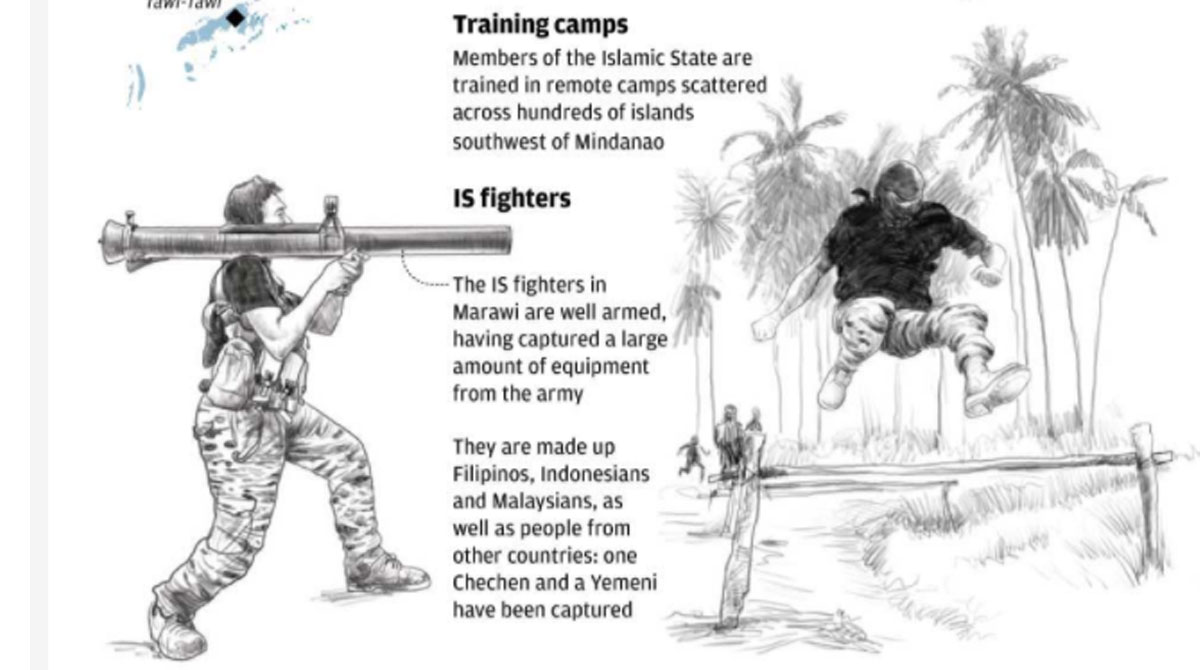 Tawi-Tawi
Training camps
Members of the Islamic State are
trained in remote camps scattered
across hundreds of islands
southwest of Mindanao
IS fighters
The IS fighters in
Marawi are well armed,
having captured a large
amount of equipment
from the army
They are made up
Filipinos, Indonesians
and Malaysians, as
well as people from
other countries: one
Chechen and a Yemeni
have been captured